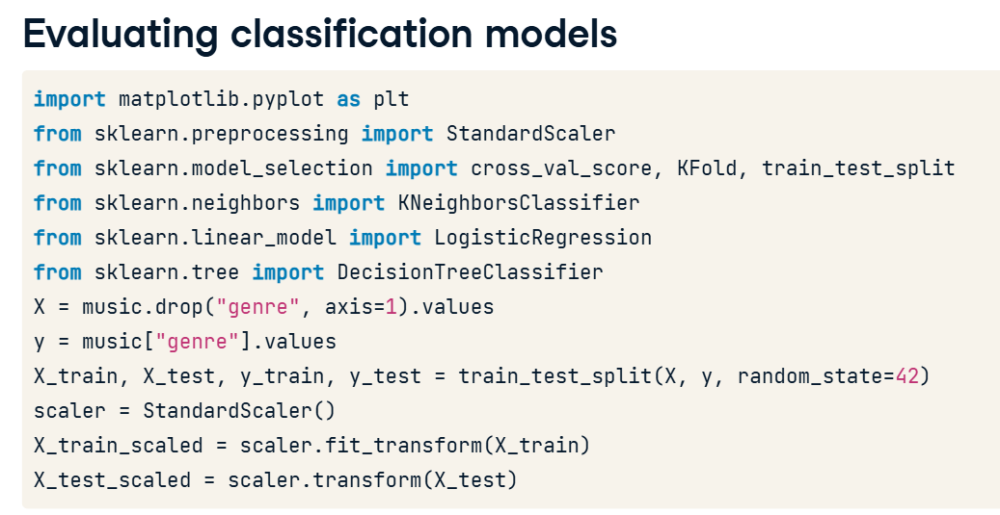 Evaluating classification models
import matplotlib.pyplot as plt
from sklearn.preprocessing import StandardScaler
from sklearn.model_selection import cross_val_score, KFold, train_test_split
from sklearn.neighbors import KNeighborsClassifier
from sklearn.linear_model import LogisticRegression
from sklearn.tree import DecisionTreeClassifier
X = music.drop("genre", axis=1).values
y = music["genre"].values
X_train, X_test, y_train, y_test = train_test_split(X, y, random_state=42)
scaler = StandardScaler()
X_train_scaled = scaler.fit_transform(X_train)
X_test_scaled = scaler.transform(X_test)